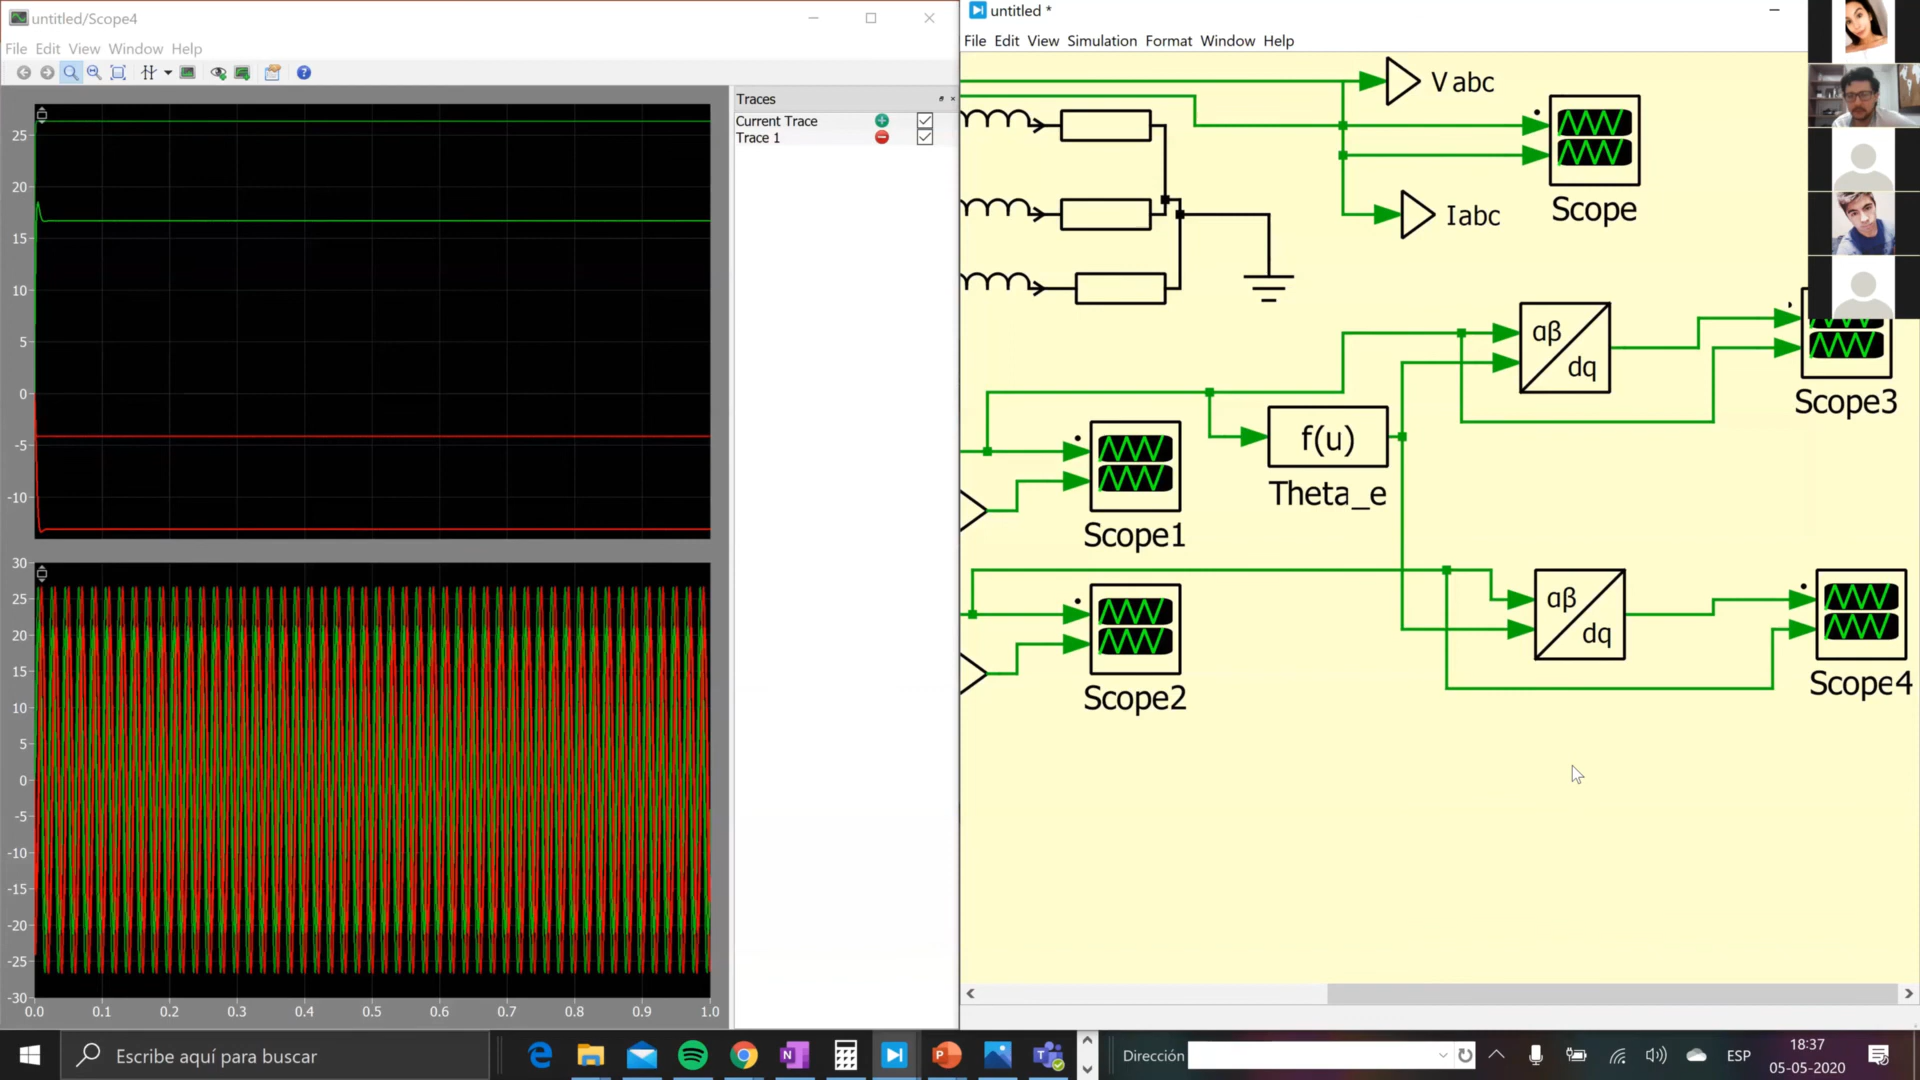 untitled/Scope4
File Edit View Window Help
Traces
Current Trace
Trace 1
25
20
15
10
5
0
-5
-10
30
25
20
15
10
5
0
-5
-10
-15
-20
-25
-30
0.0 0.1 0.2 0.3 0.4 0.5 0.6 0.7 0.8 0.9 1.0
untitled *
File Edit View Simulation Format Window Help
Vabc
Scope
Iabc
αβ
dq
Scope3
f(u)
Theta_e
Scope1
αβ
dq
Scope4
Scope2
Escribe aquí para buscar
Dirección
ESP
18:37
05-05-2020